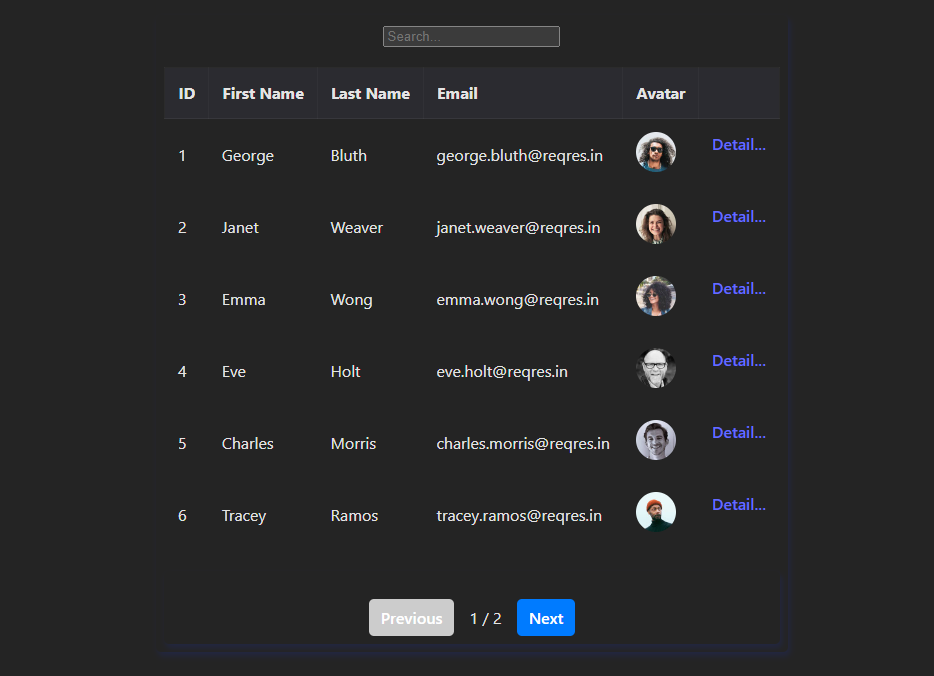 Search...
ID First Name Last Name Email Avatar
1 George Bluth george.bluth@reqres.in Detail...
2 Janet Weaver janet.weaver@reqres.in Detail...
3 Emma Wong emma.wong@reqres.in Detail...
4 Eve Holt eve.holt@reqres.in Detail...
5 Charles Morris charles.morris@reqres.in Detail...
6 Tracey Ramos tracey.ramos@reqres.in Detail...
Previous 1 / 2 Next